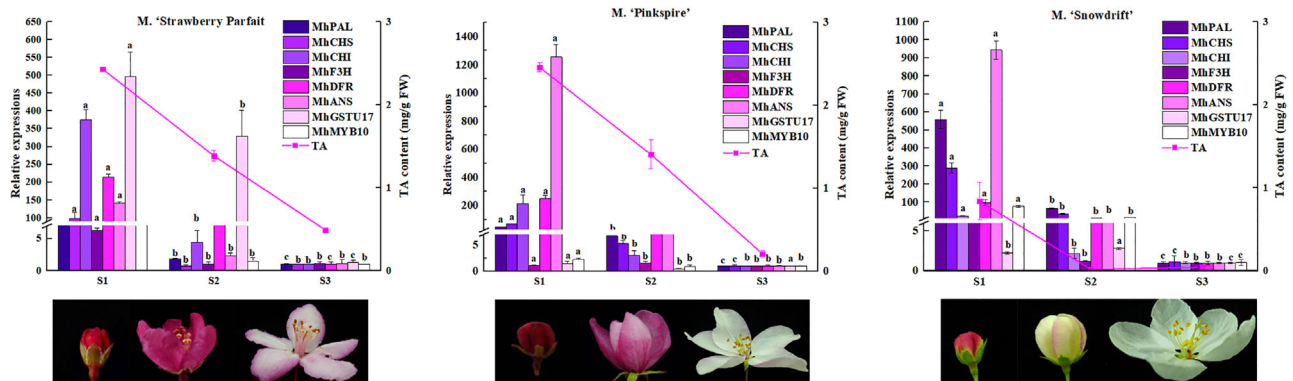 M. 'Strawberry Parfait
Relative expressions
600
550
500
450
400
350
300
250
200
150
100
5
0
MhPAL
MhCHS
MhCHI
MhF3H
MhDFR
MhANS
MhGSTU17
MhMYB10
TA
a
a
a
a
a
a
b
b
b
b
b
b
b
c b b b c c c c
S1
S2
S3
3
2
1
0
TA content (mg/g FW)
M. 'Pinkspire'
Relative expressions
1400
1200
1000
800
600
400
200
5
0
MhPAL
MhCHS
MhCHI
MhF3H
MhDFR
MhANS
MhGSTU17
MhMYB10
TA
a a a a a a a a
b b b b b b b b
c c b b b b a b
S1
S2
S3
3
2
1
0
TA content (mg/g FW)
M. 'Snowdrift'
Relative expressions
1100
1000
900
800
700
600
500
400
300
200
100
5
0
MhPAL
MhCHS
MhCHI
MhF3H
MhDFR
MhANS
MhGSTU17
MhMYB10
TA
a
a
a
a
a
b
a
b
b
b
b
b b
a
b
c c b b b b c c
S1
S2
S3
3
2
1
0
TA content (mg/g FW)